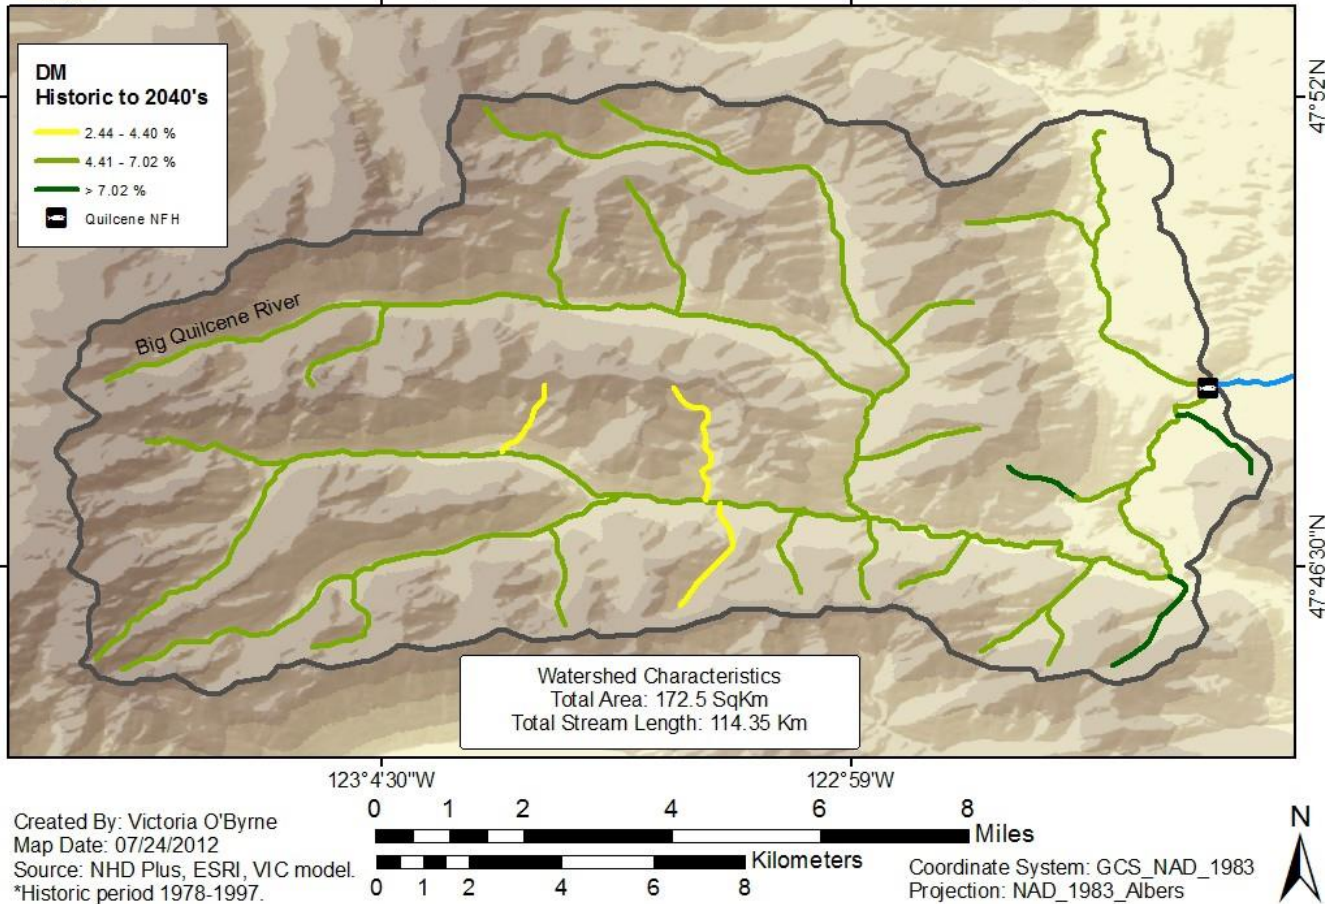 DM
Historic to 2040's
2.44 - 4.40 %
4.41 - 7.02 %
> 7.02 %
Quilcene NFH
47°52'N
Big Quilcene River
47°46'30"N
Watershed Characteristics
Total Area: 172.5 SqKm
Total Stream Length: 114.35 Km
123°4'30"W
122°59'W
0 1 2 4 6 8
Miles
Kilometers
0 1 2 4 6 8
Created By: Victoria O'Byrne
Map Date: 07/24/2012
Source: NHD Plus, ESRI, VIC model.
*Historic period 1978-1997.
Coordinate System: GCS_NAD_1983
Projection: NAD_1983_Albers
N